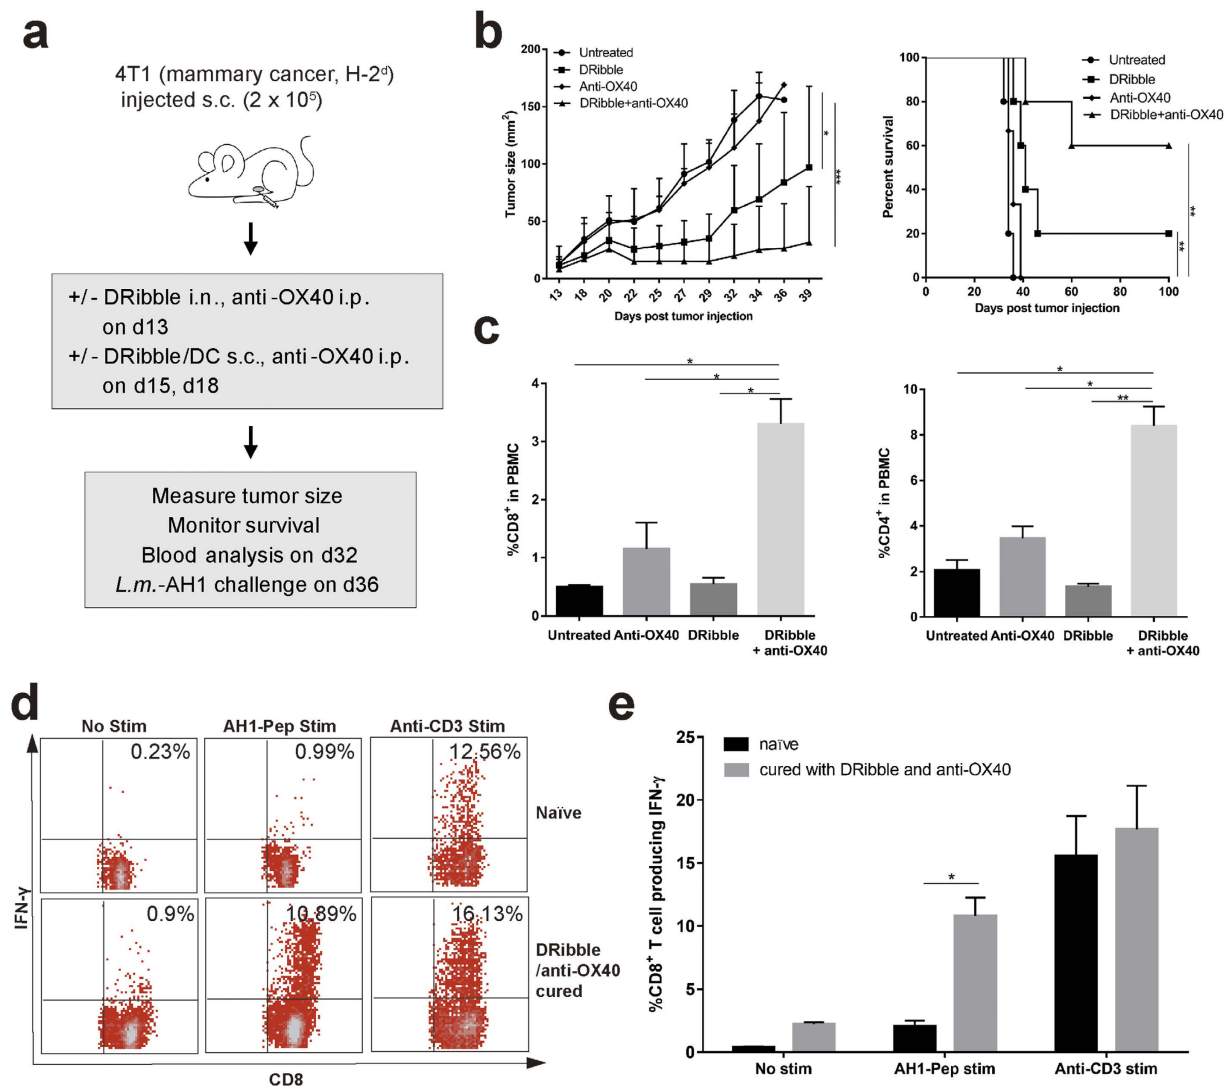 a
4T1 (mammary cancer, H-2ᵈ)
injected s.c. (2 x 10⁵)
+/- DRibble i.n., anti-OX40 i.p.
on d13
+/- DRibble/DC s.c., anti-OX40 i.p.
on d15, d18
Measure tumor size
Monitor survival
Blood analysis on d32
L.m.-AH1 challenge on d36
b
Tumor size (mm²)
200
150
100
50
0
Untreated
DRibble
Anti-OX40
DRibble+anti-OX40
*
***
13 18 20 22 25 27 29 32 34 36 39
Days post tumor injection
Percent survival
100
80
60
40
20
0
Untreated
DRibble
Anti-OX40
DRibble+anti-OX40
**
**
0 20 40 60 80 100
Days post tumor injection
c
%CD8⁺ in PBMC
4
3
2
1
0
*
*
*
Untreated Anti-OX40 DRibble DRibble
+ anti-OX40
%CD4⁺ in PBMC
10
8
6
4
2
0
*
*
**
Untreated Anti-OX40 DRibble DRibble
+ anti-OX40
d
No Stim AH1-Pep Stim Anti-CD3 Stim
0.23% 0.99% 12.56%
Naïve
0.9% 10.89% 16.13%
DRibble
/anti-OX40
cured
IFN-γ
CD8
e
%CD8⁺ T cell producing IFN-γ
25
20
15
10
5
0
naïve
cured with DRibble and anti-OX40
*
No stim AH1-Pep stim Anti-CD3 stim